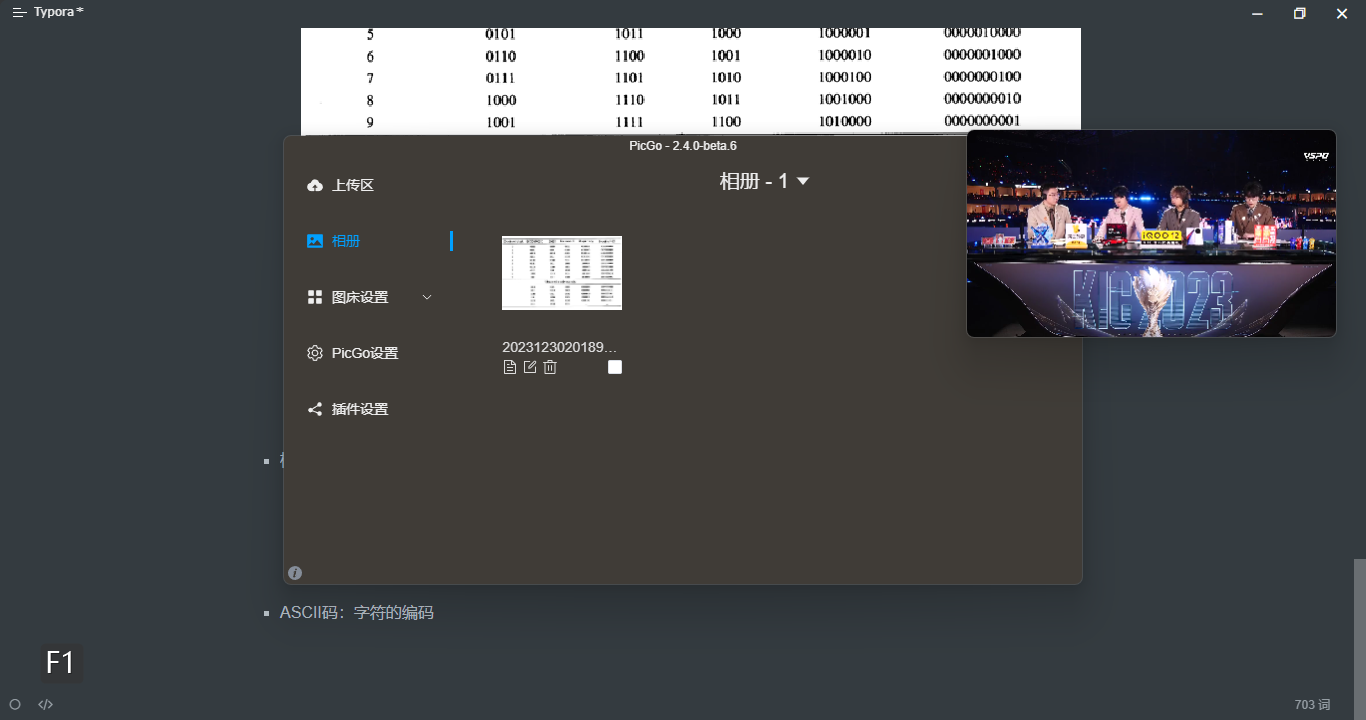 Typora*
5 0101 1011 1000 1000001 0000010000
6 0110 1100 1001 1000010 0000001000
7 0111 1101 1010 1000100 0000000100
8 1000 1110 1011 1001000 0000000010
9 1001 1111 1100 1010000 0000000001
PicGo - 2.4.0-beta.6
上传区
相册 - 1
相册
图床设置
PicGo设置
插件设置
2023123020189...
VSPO
iQOO 12
KIC2023
ASCII码：字符的编码
F1
703 词